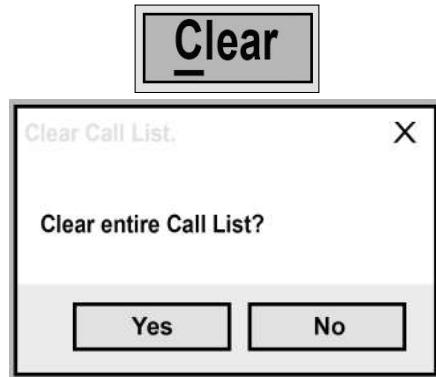 Clear
Clear Call List.
X
Clear entire Call List?
Yes
No